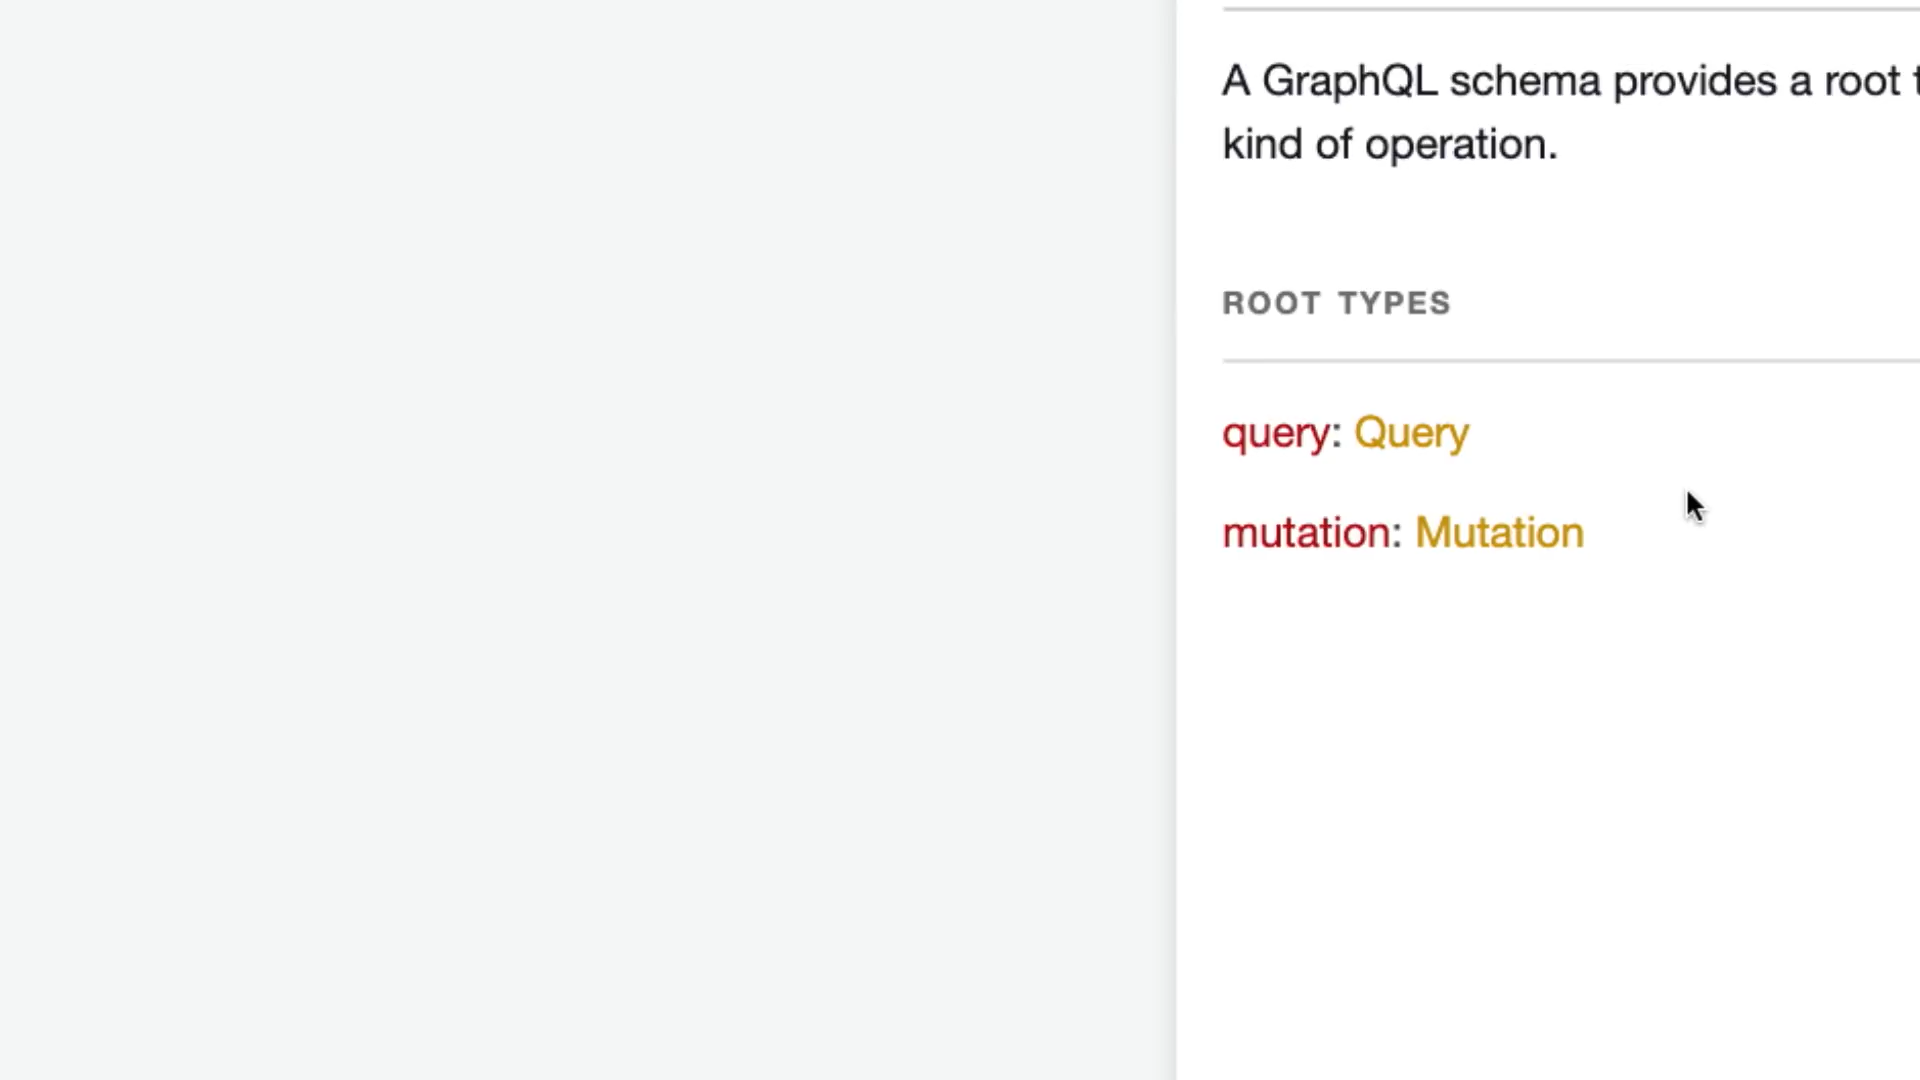 A GraphQL schema provides a root
kind of operation.
ROOT TYPES
query: Query
mutation: Mutation